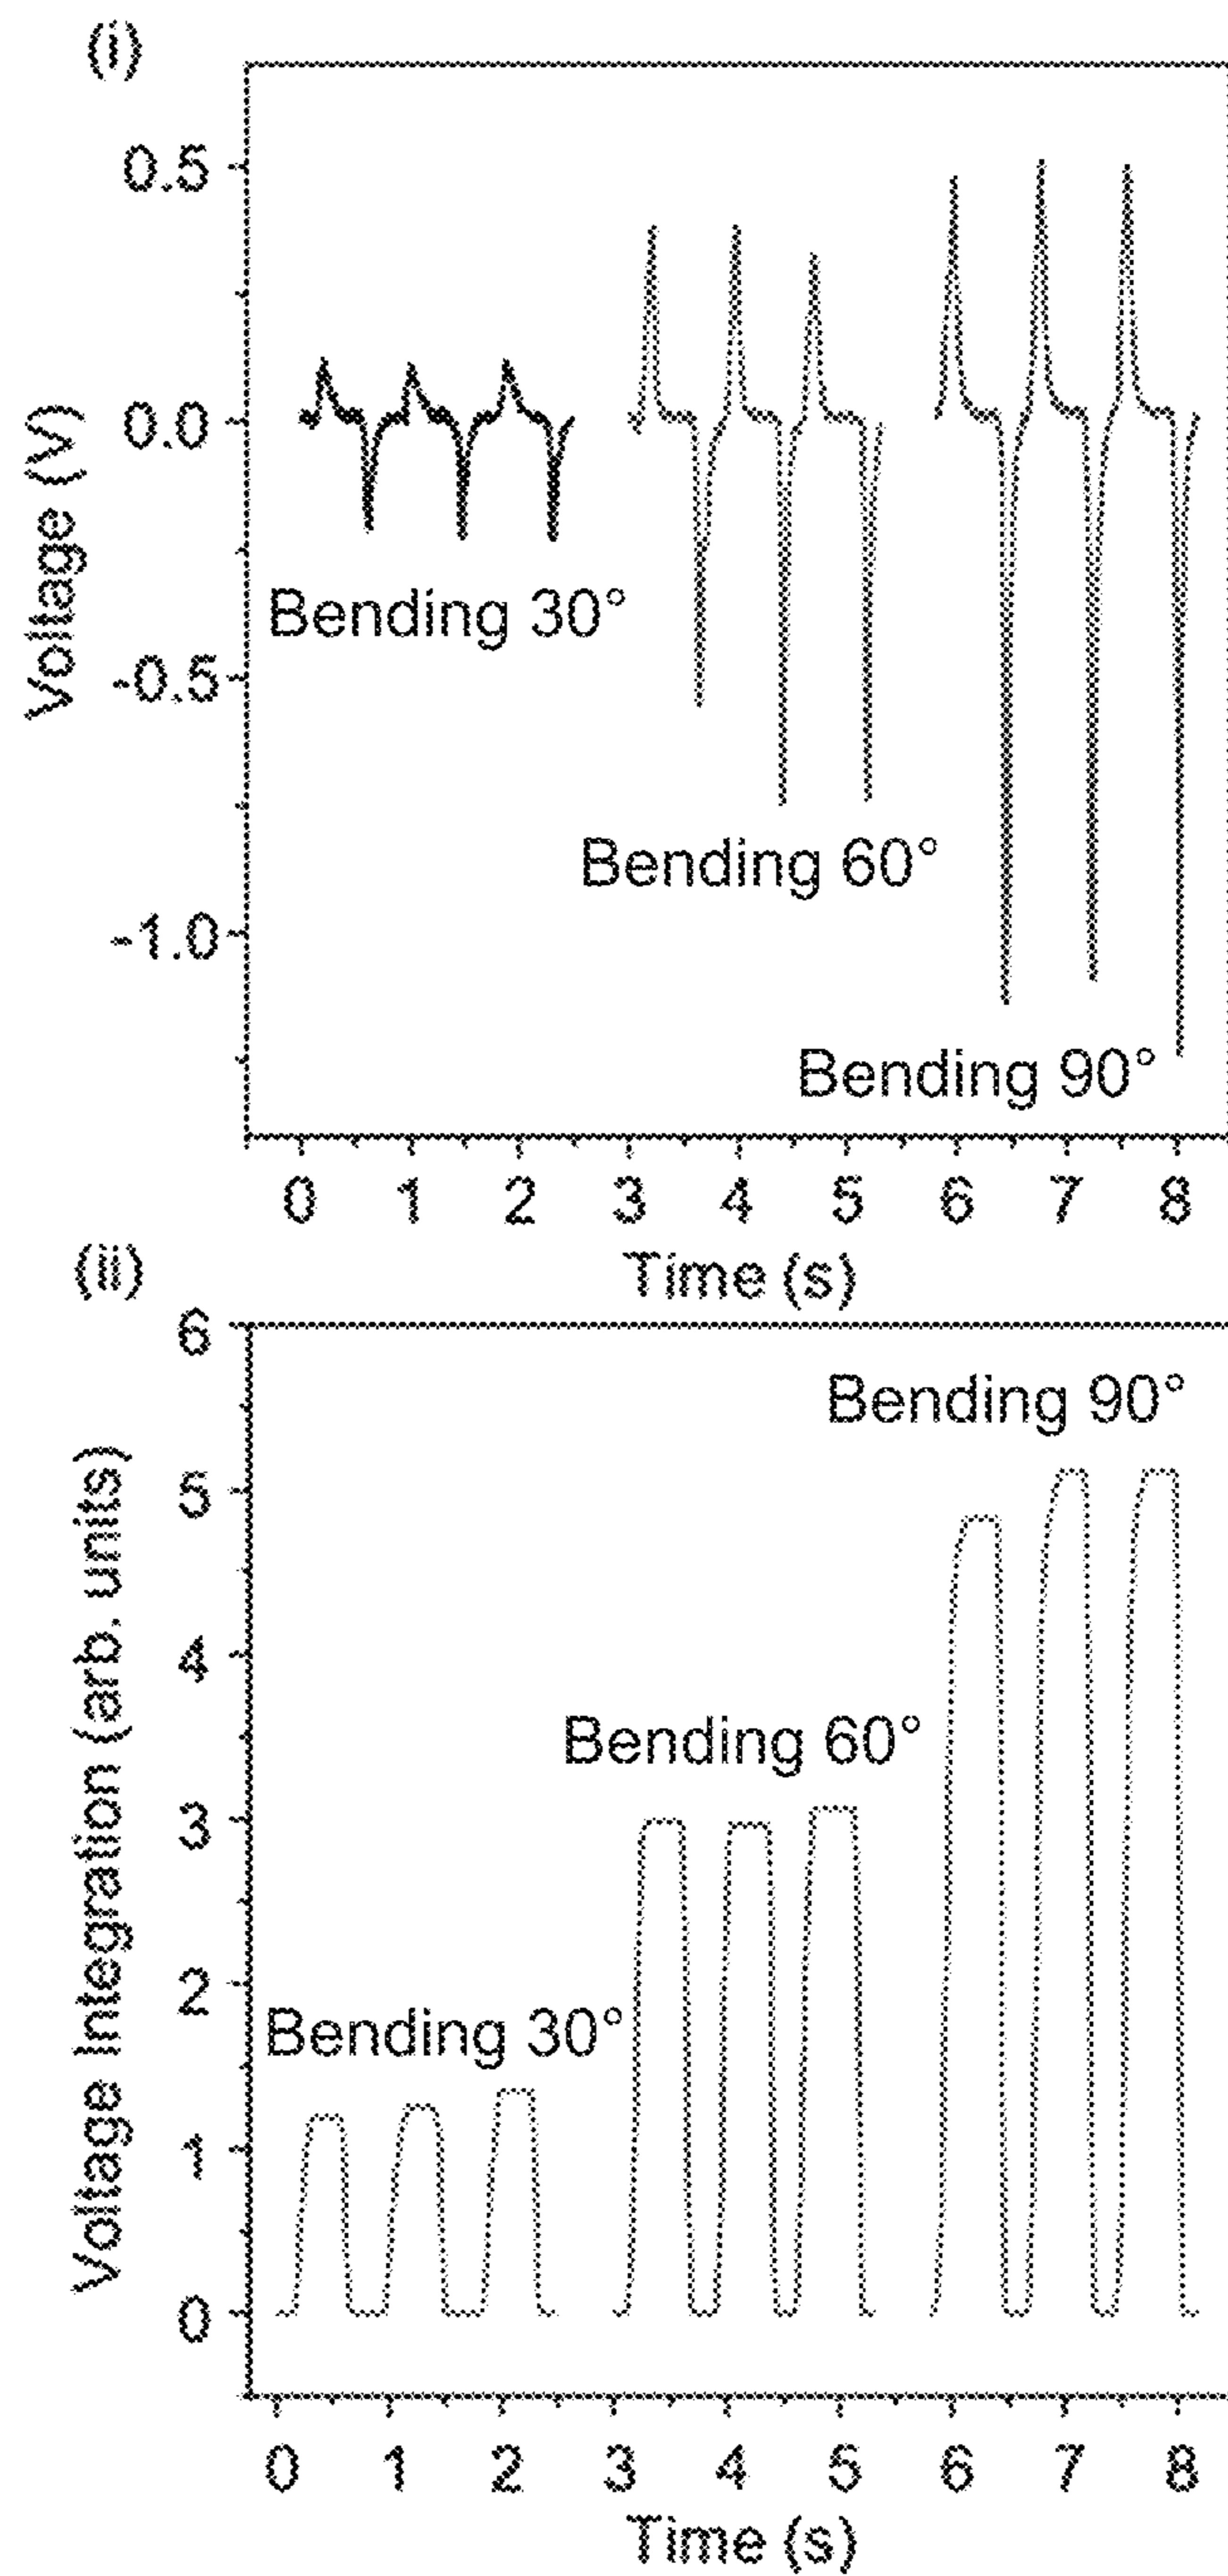 (i)
0.5
0.0
-0.5
-1.0
Voltage (V)
Bending 30°
Bending 60°
Bending 90°
0 1 2 3 4 5 6 7 8
Time (s)
(ii)
6
5
4
3
2
1
0
Voltage Integration (arb. units)
Bending 90°
Bending 60°
Bending 30°
0 1 2 3 4 5 6 7 8
Time (s)